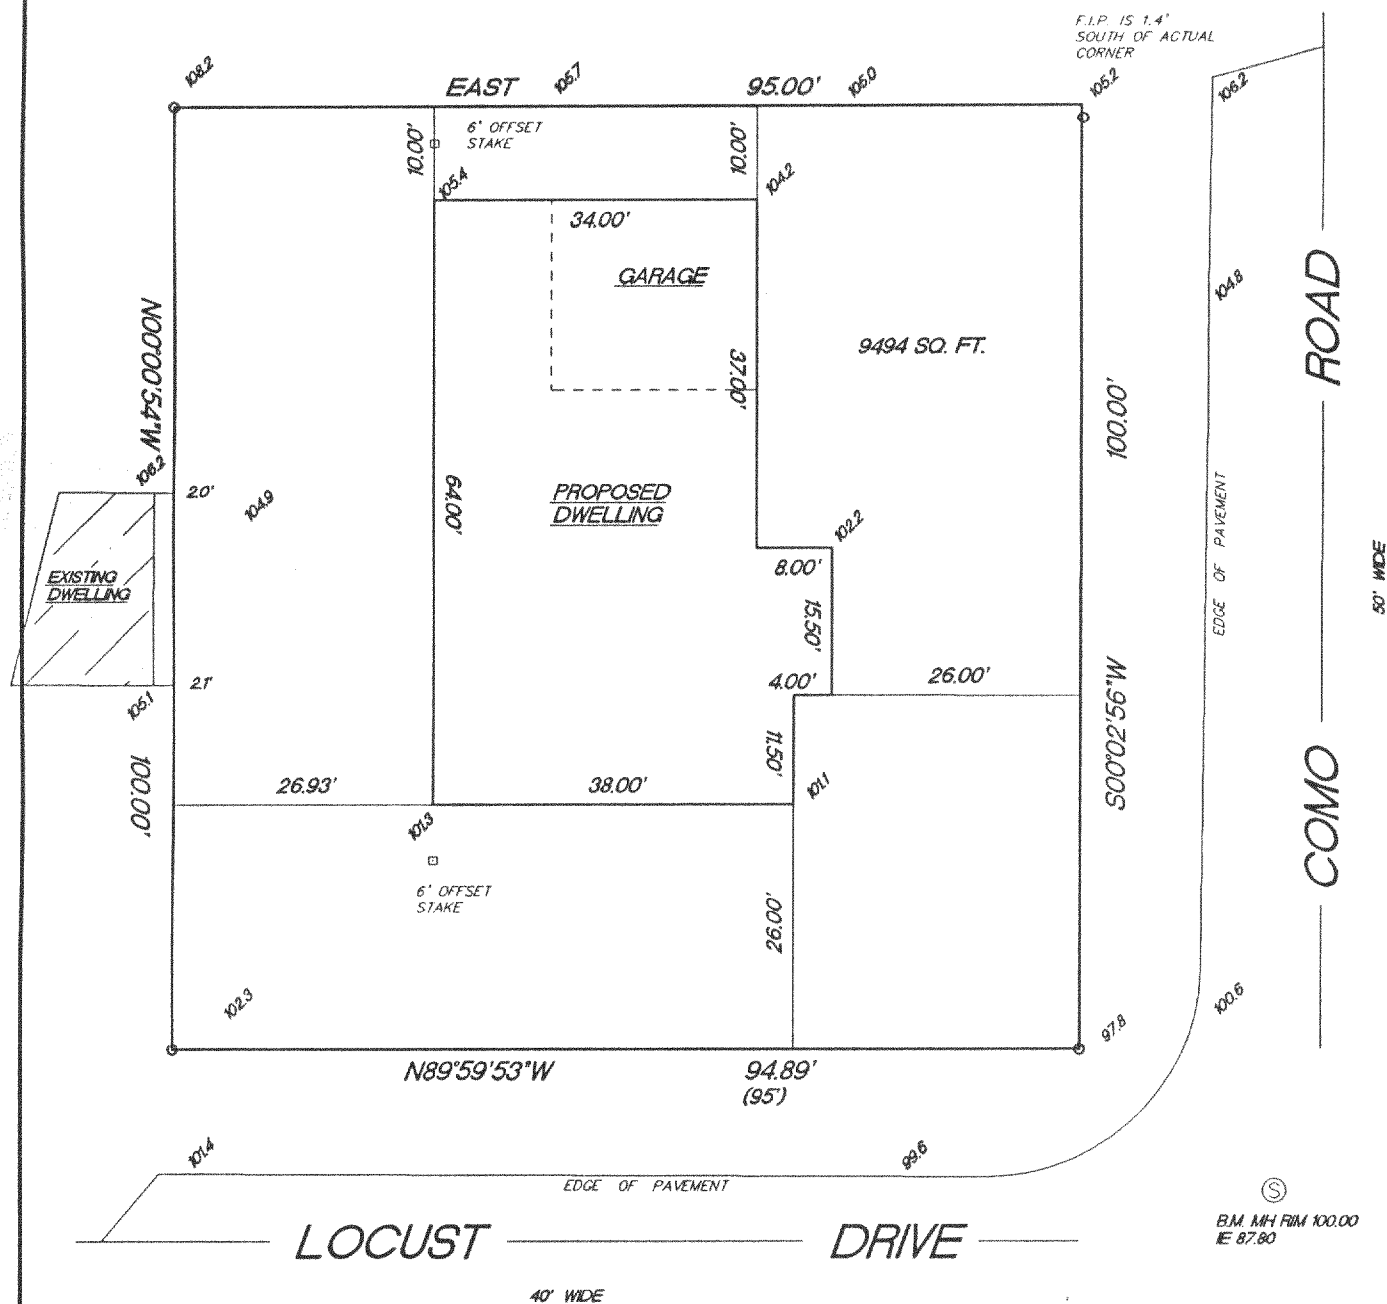 F.I.P. IS 1.4'
SOUTH OF ACTUAL
CORNER
108.2
EAST
105.7
95.00'
105.0
105.2
106.2
10.00'
6' OFFSET
STAKE
10.00'
105.4
104.2
34.00'
GARAGE
104.8
ROAD
N00°00'54"W
37.00'
9494 SQ. FT.
100.00'
106.2
2.0'
104.9
64.00'
PROPOSED
DWELLING
102.2
EDGE OF PAVEMENT
50' WIDE
EXISTING
DWELLING
8.00'
15.50'
2.1'
4.00'
26.00'
105.1
S00°02'56"W
100.00'
26.93'
38.00'
11.50'
101.1
COMO
101.3
6' OFFSET
STAKE
26.00'
102.3
100.6
97.8
N89°59'53"W
94.89'
(95')
101.4
99.6
EDGE OF PAVEMENT
S
B.M. MH RIM 100.00
IE 87.80
LOCUST DRIVE
40' WIDE